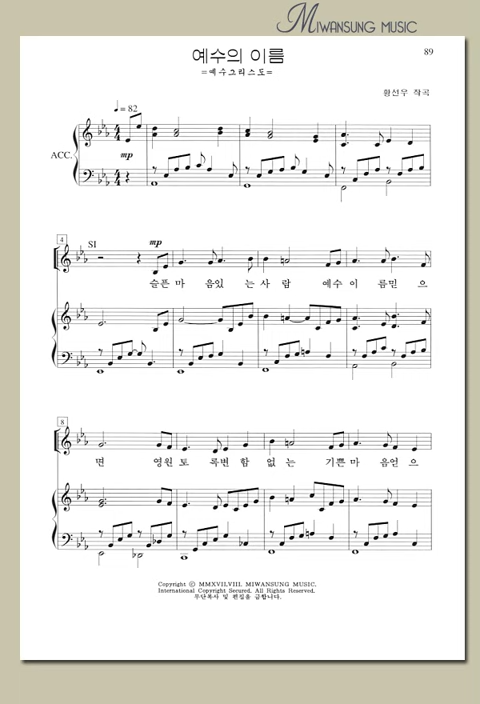 MIWANSUNG MUSIC
예수의 이름
89
=예수그리스도=
황선우 작곡
♩ = 82
mp
ACC.
4
SI
mp
슬픈 마 음있 는 사 람 예수 이 름믿 으
8
면 영원 토 록변 함 없 는 기쁜 마 음얻 으
Copyright ⓒ MMXVILVIII. MIWANSUNG MUSIC,
International Copyright Secured. All Rights Reserved.
무단복사 및 편집을 금합니다.